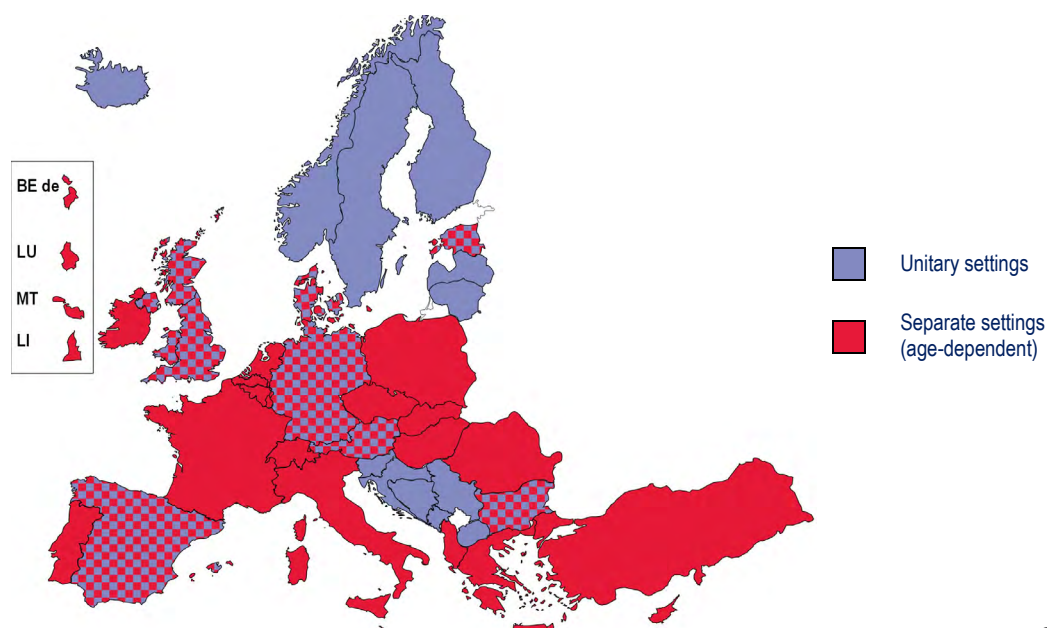 BE de
LU
MT
LI
Unitary settings
Separate settings
(age-dependent)